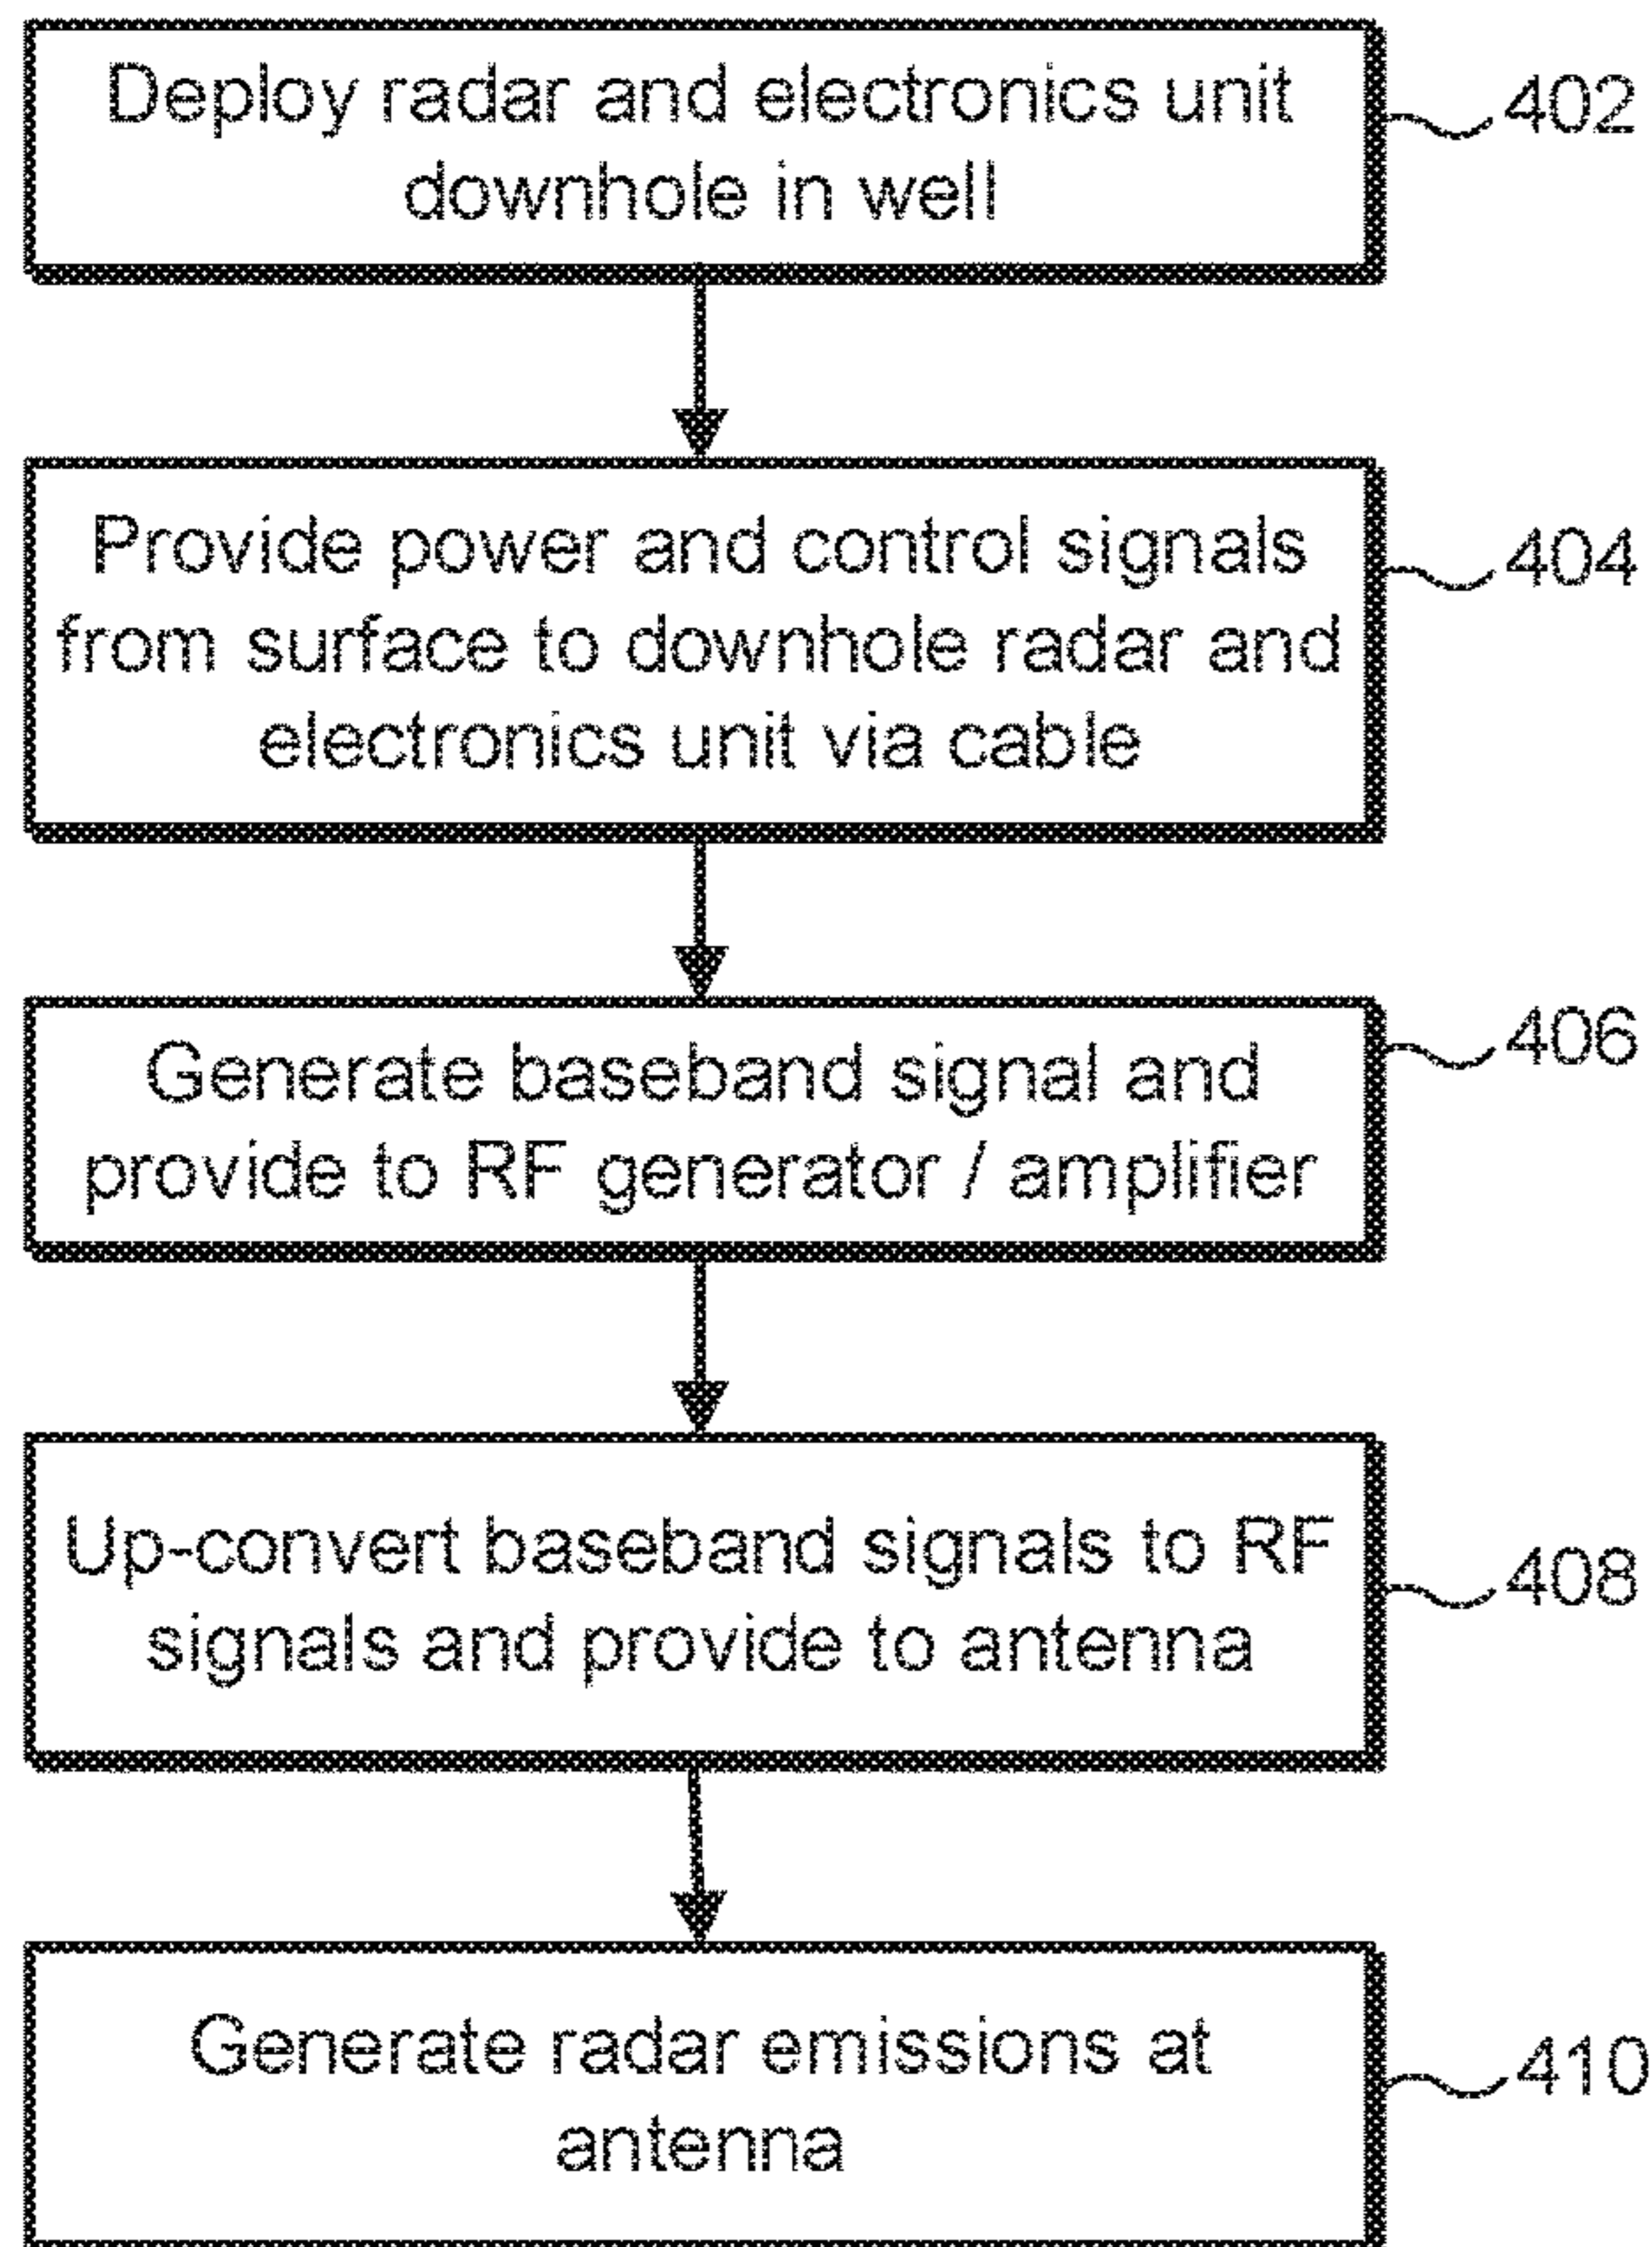 Deploy radar and electronics unit
downhole in well
402
Provide power and control signals
from surface to downhole radar and
electronics unit via cable
404
Generate baseband signal and
provide to RF generator / amplifier
406
Up-convert baseband signals to RF
signals and provide to antenna
408
Generate radar emissions at
antenna
410